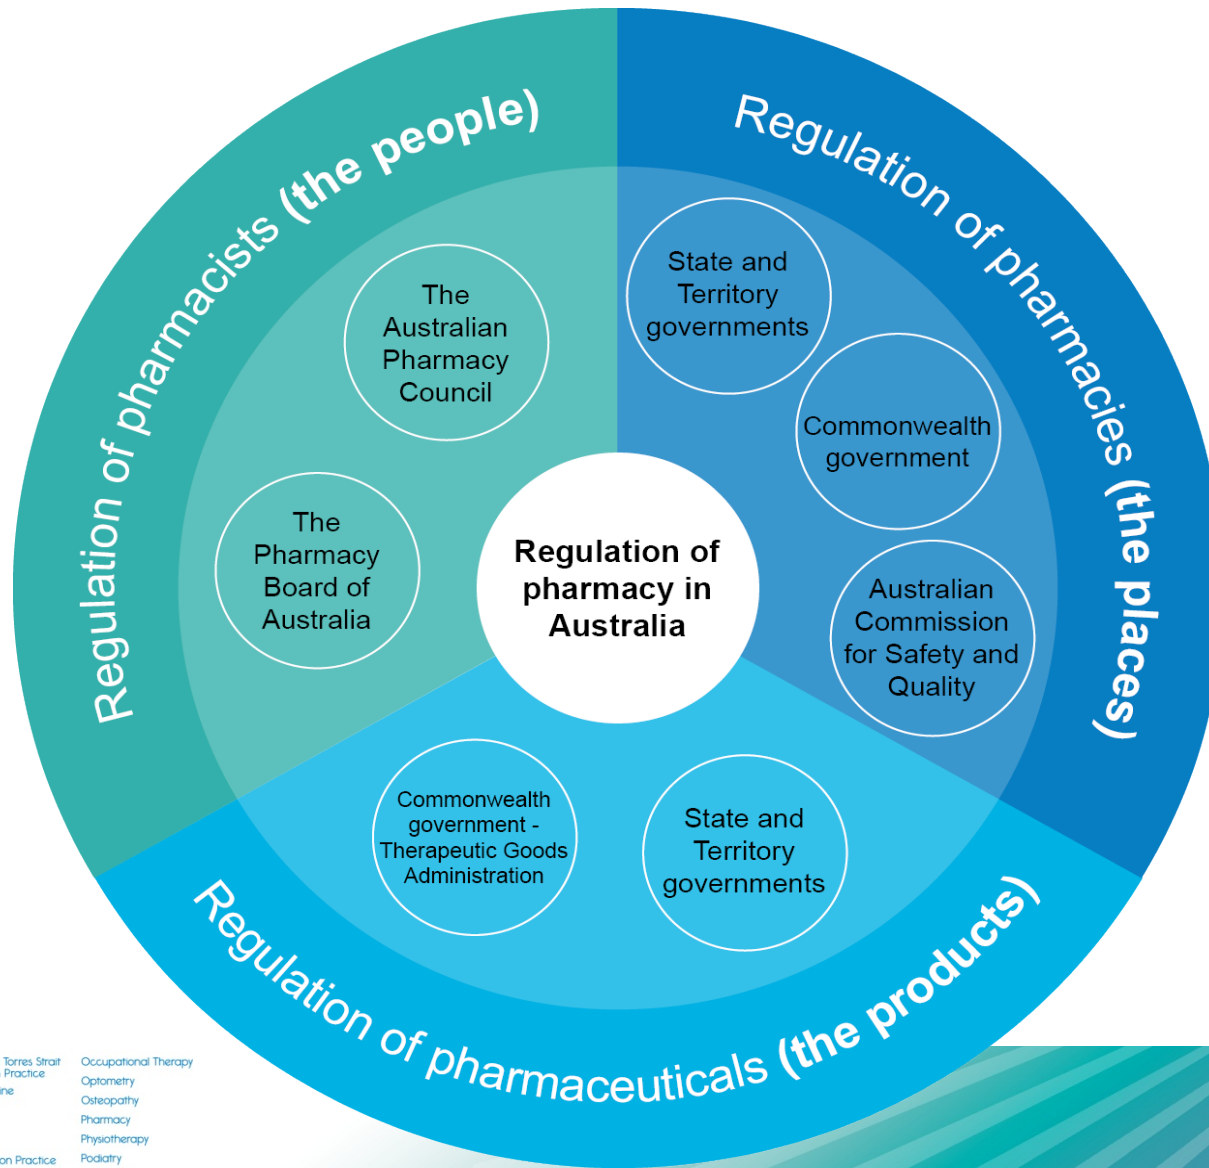 Regulation of pharmacists (the people)
Regulation of pharmacies (the places)
The
Australian
Pharmacy
Council
State and
Territory
governments
Commonwealth
government
The
Pharmacy
Board of
Australia
Regulation of
pharmacy in
Australia
Australian
Commission
for Safety and
Quality
Commonwealth
government -
Therapeutic Goods
Administration
State and
Territory
governments
Regulation of pharmaceuticals (the products)
Torres Strait
Practice
Occupational Therapy
Optometry
Osteopathy
Pharmacy
Physiotherapy
Practice
Podiatry